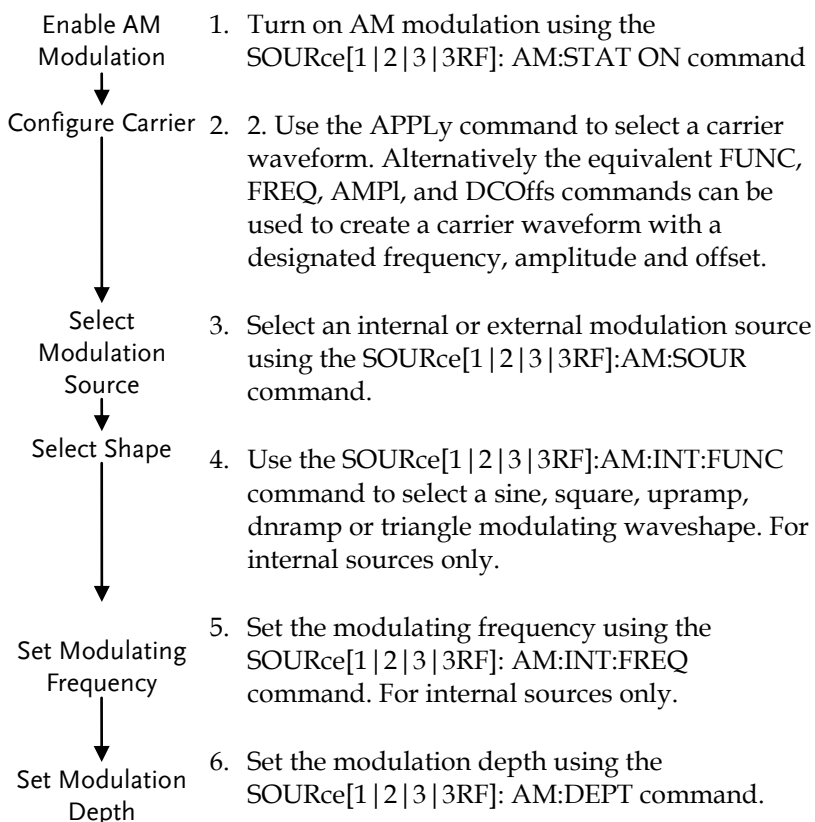 Enable AM
Modulation
1. Turn on AM modulation using the
SOURce[1|2|3|3RF]: AM:STAT ON command
Configure Carrier
2. 2. Use the APPLy command to select a carrier
waveform. Alternatively the equivalent FUNC,
FREQ, AMPl, and DCOffs commands can be
used to create a carrier waveform with a
designated frequency, amplitude and offset.
Select
Modulation
Source
3. Select an internal or external modulation source
using the SOURce[1|2|3|3RF]:AM:SOUR
command.
Select Shape
4. Use the SOURce[1|2|3|3RF]:AM:INT:FUNC
command to select a sine, square, upramp,
dnramp or triangle modulating waveshape. For
internal sources only.
Set Modulating
Frequency
5. Set the modulating frequency using the
SOURce[1|2|3|3RF]: AM:INT:FREQ
command. For internal sources only.
Set Modulation
Depth
6. Set the modulation depth using the
SOURce[1|2|3|3RF]: AM:DEPT command.